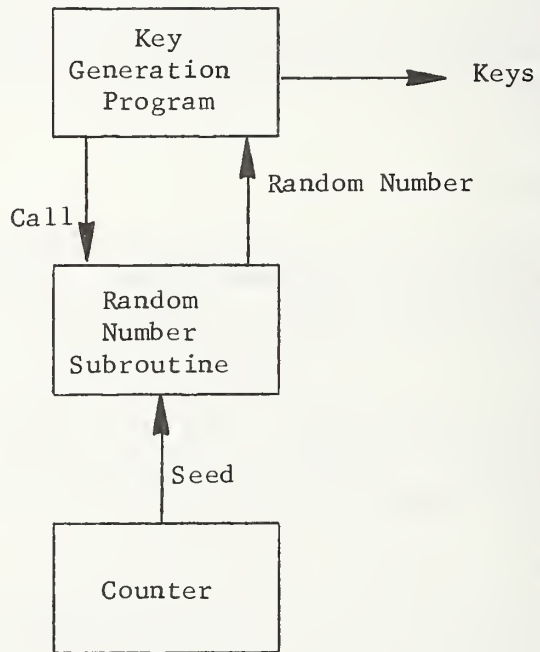 Key
Generation
Program
Keys
Call
Random Number
Random
Number
Subroutine
Seed
Counter